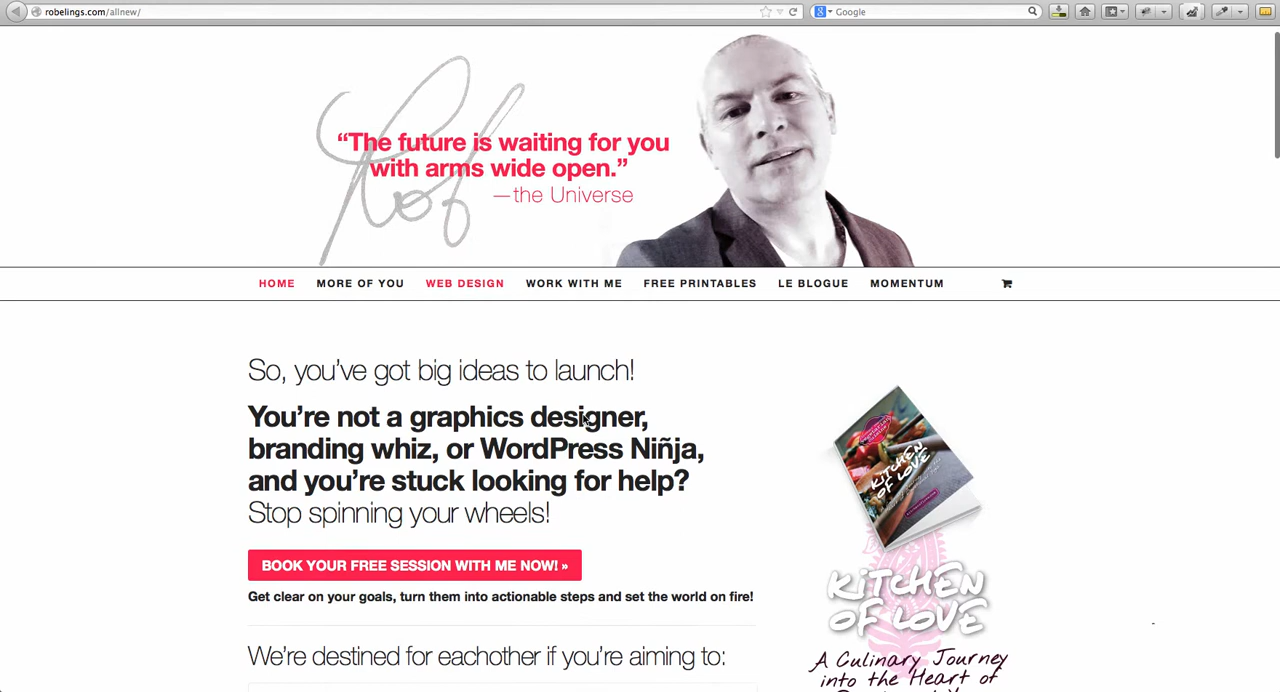 robelings.com/allnew/
Google
Rob
“The future is waiting for you
with arms wide open.”
—the Universe
HOME MORE OF YOU WEB DESIGN WORK WITH ME FREE PRINTABLES LE BLOGUE MOMENTUM
So, you’ve got big ideas to launch!
You’re not a graphics designer,
branding whiz, or WordPress Niñja,
and you’re stuck looking for help?
Stop spinning your wheels!
BOOK YOUR FREE SESSION WITH ME NOW! »
Get clear on your goals, turn them into actionable steps and set the world on fire!
We’re destined for eachother if you’re aiming to:
KITCHEN
OF LOVE
KITCHEN
OF LOVE
A Culinary Journey
into the Heart of